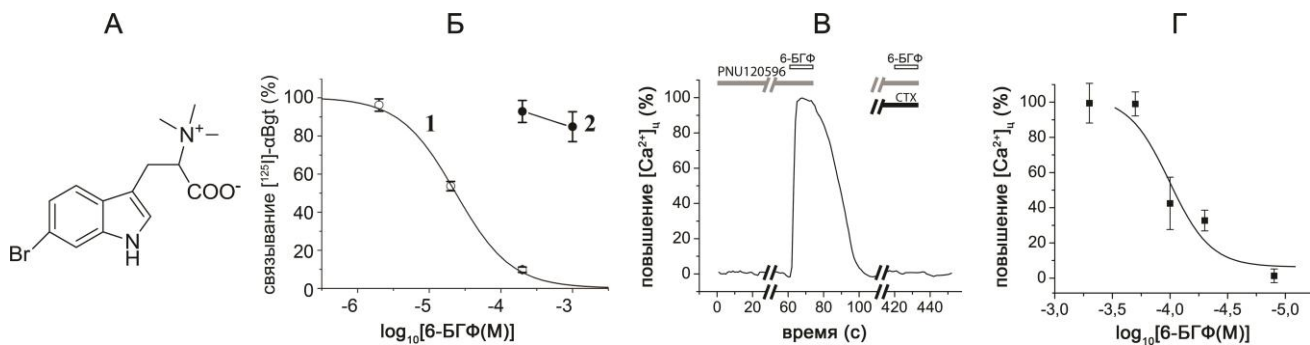 А
Б
В
Г
N⁺
COO⁻
Br
N
H
связывание [¹²⁵I]-αBgt (%)
100
80
60
40
20
0
1
2
-6
-5
-4
-3
log₁₀[6-БГФ(М)]
повышение [Ca²⁺]ц (%)
100
80
60
40
20
0
6-БГФ
PNU120596
6-БГФ
CTX
0
20
40
60
80
100
420
440
время (с)
повышение [Ca²⁺]ц (%)
120
100
80
60
40
20
0
-3,0
-3,5
-4,0
-4,5
-5,0
log₁₀[6-БГФ(М)]